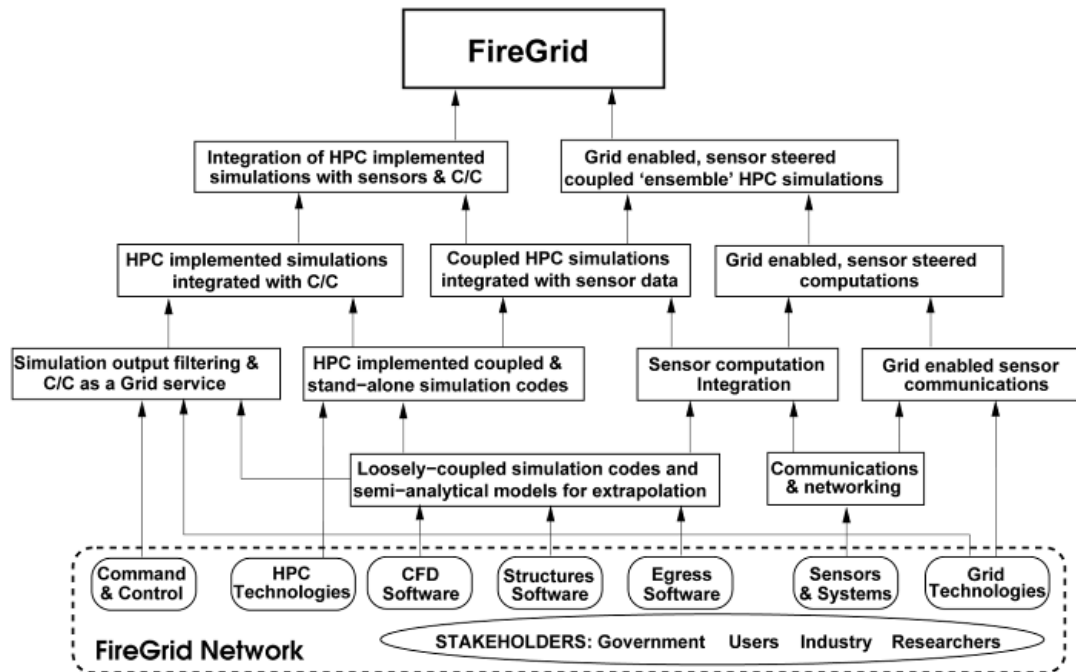 FireGrid
Integration of HPC implemented
simulations with sensors & C/C
Grid enabled, sensor steered
coupled ‘ensemble’ HPC simulations
HPC implemented simulations
integrated with C/C
Coupled HPC simulations
integrated with sensor data
Grid enabled, sensor steered
computations
Simulation output filtering &
C/C as a Grid service
HPC implemented coupled &
stand−alone simulation codes
Sensor computation
Integration
Grid enabled sensor
communications
Loosely−coupled simulation codes and
semi−analytical models for extrapolation
Communications
& networking
Command
& Control
HPC
Technologies
CFD
Software
Structures
Software
Egress
Software
Sensors
& Systems
Grid
Technologies
STAKEHOLDERS: Government Users Industry Researchers
FireGrid Network